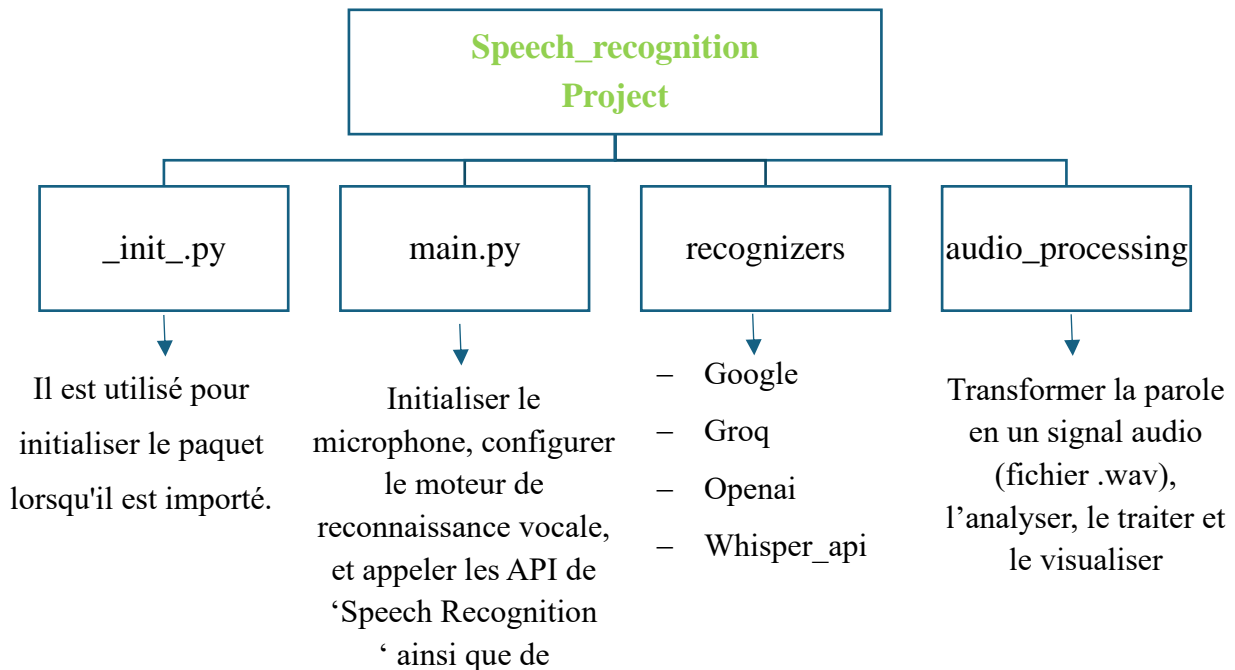 Speech_recognition
Project
_init_.py
main.py
recognizers
audio_processing
Il est utilisé pour
initialiser le paquet
lorsqu'il est importé.
Initialiser le
microphone, configurer
le moteur de
reconnaissance vocale,
et appeler les API de
‘Speech Recognition
‘ ainsi que de
– Google
– Groq
– Openai
– Whisper_api
Transformer la parole
en un signal audio
(fichier .wav),
l’analyser, le traiter et
le visualiser